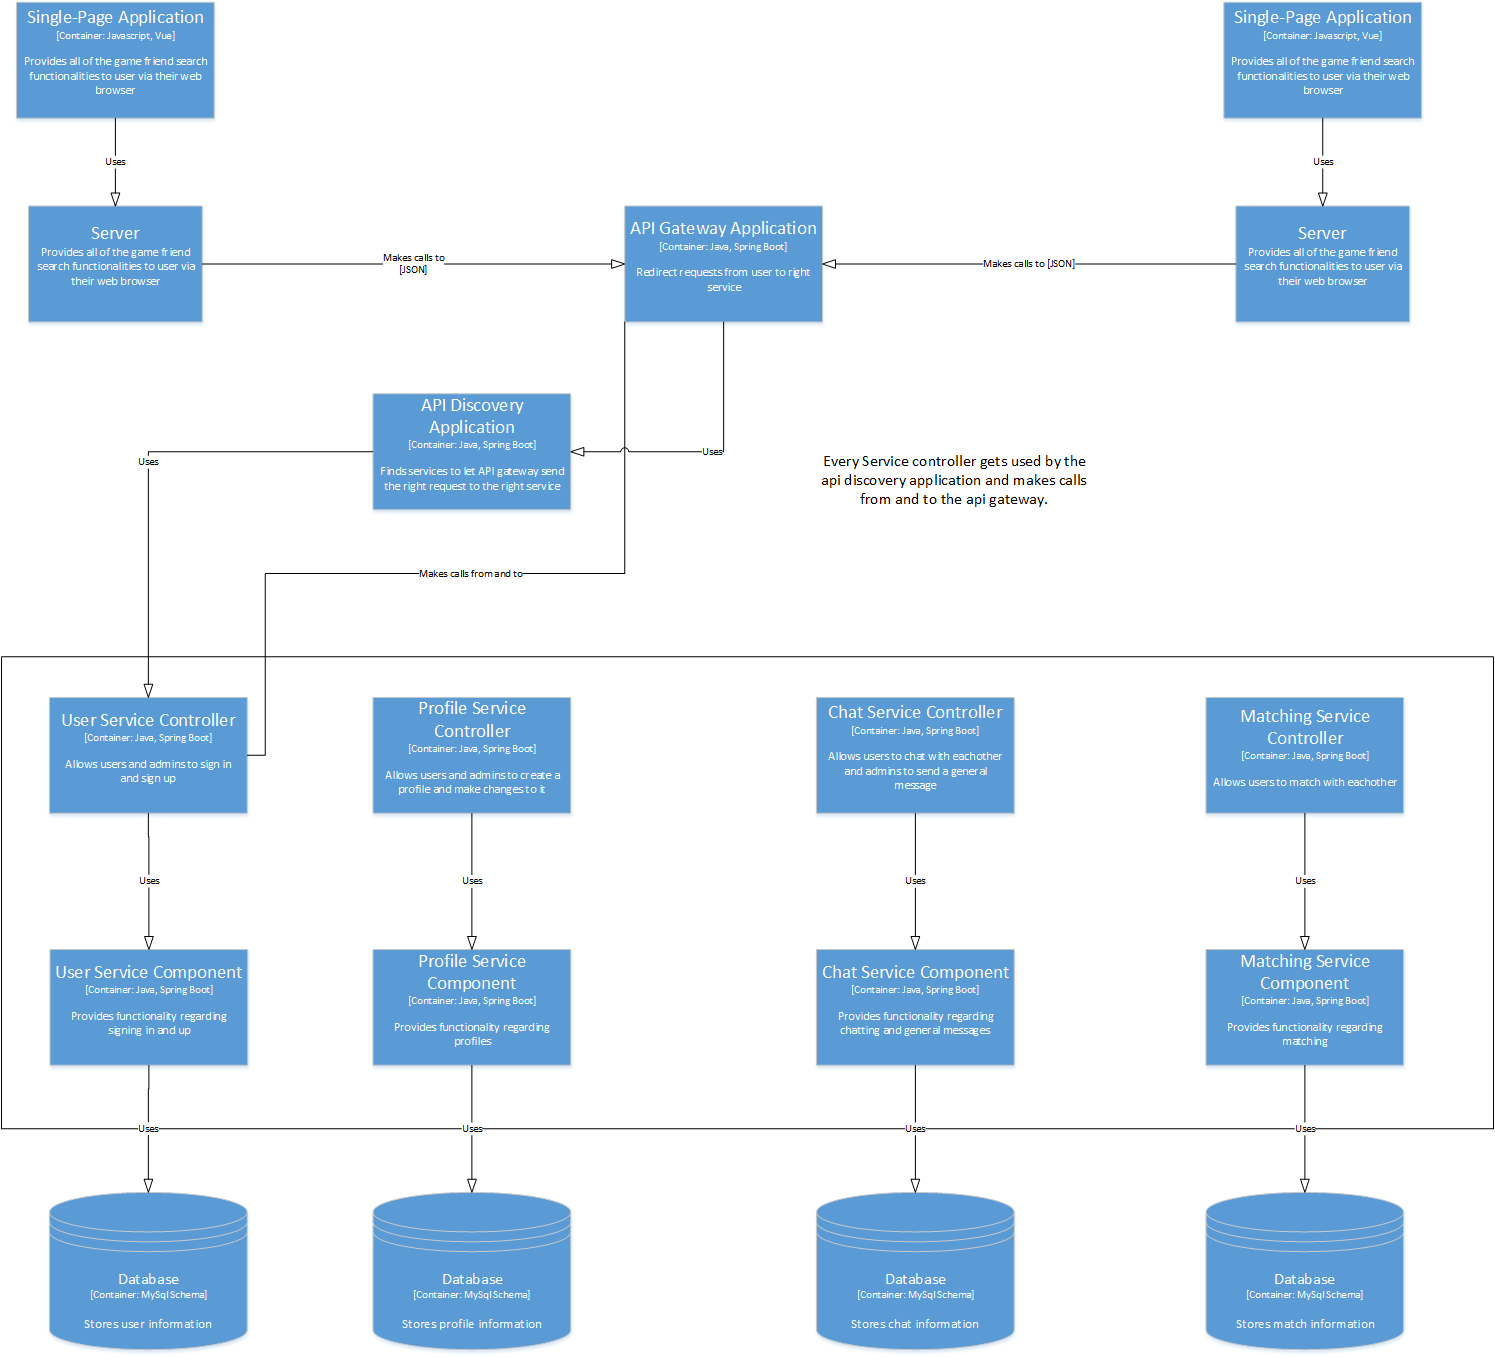 Single-Page Application
[Container: Javascript, Vue]
Provides all of the game friend search
functionalities to user via their web
browser
Single-Page Application
[Container: Javascript, Vue]
Provides all of the game friend search
functionalities to user via their web
browser
Uses
Uses
Server
Provides all of the game friend
search functionalities to user via
their web browser
Makes calls to
[JSON]
API Gateway Application
[Container: Java, Spring Boot]
Redirect requests from user to right
service
Makes calls to [JSON]
Server
Provides all of the game friend
search functionalities to user via
their web browser
API Discovery
Application
[Container: Java, Spring Boot]
Finds services to let API gateway send
the right request to the right service
Uses
Uses
Every Service controller gets used by the
api discovery application and makes calls
from and to the api gateway.
Makes calls from and to
User Service Controller
[Container: Java, Spring Boot]
Allows users and admins to sign in
and sign up
Profile Service
Controller
[Container: Java, Spring Boot]
Allows users and admins to create a
profile and make changes to it
Chat Service Controller
[Container: Java, Spring Boot]
Allows users to chat with eachother
and admins to send a general
message
Matching Service
Controller
[Container: Java, Spring Boot]
Allows users to match with eachother
Uses
Uses
Uses
Uses
User Service Component
[Container: Java, Spring Boot]
Provides functionality regarding
signing in and up
Profile Service
Component
[Container: Java, Spring Boot]
Provides functionality regarding
profiles
Chat Service Component
[Container: Java, Spring Boot]
Provides functionality regarding
chatting and general messages
Matching Service
Component
[Container: Java, Spring Boot]
Provides functionality regarding
matching
Uses
Uses
Uses
Uses
Database
[Container: MySql Schema]
Stores user information
Database
[Container: MySql Schema]
Stores profile information
Database
[Container: MySql Schema]
Stores chat information
Database
[Container: MySql Schema]
Stores match information